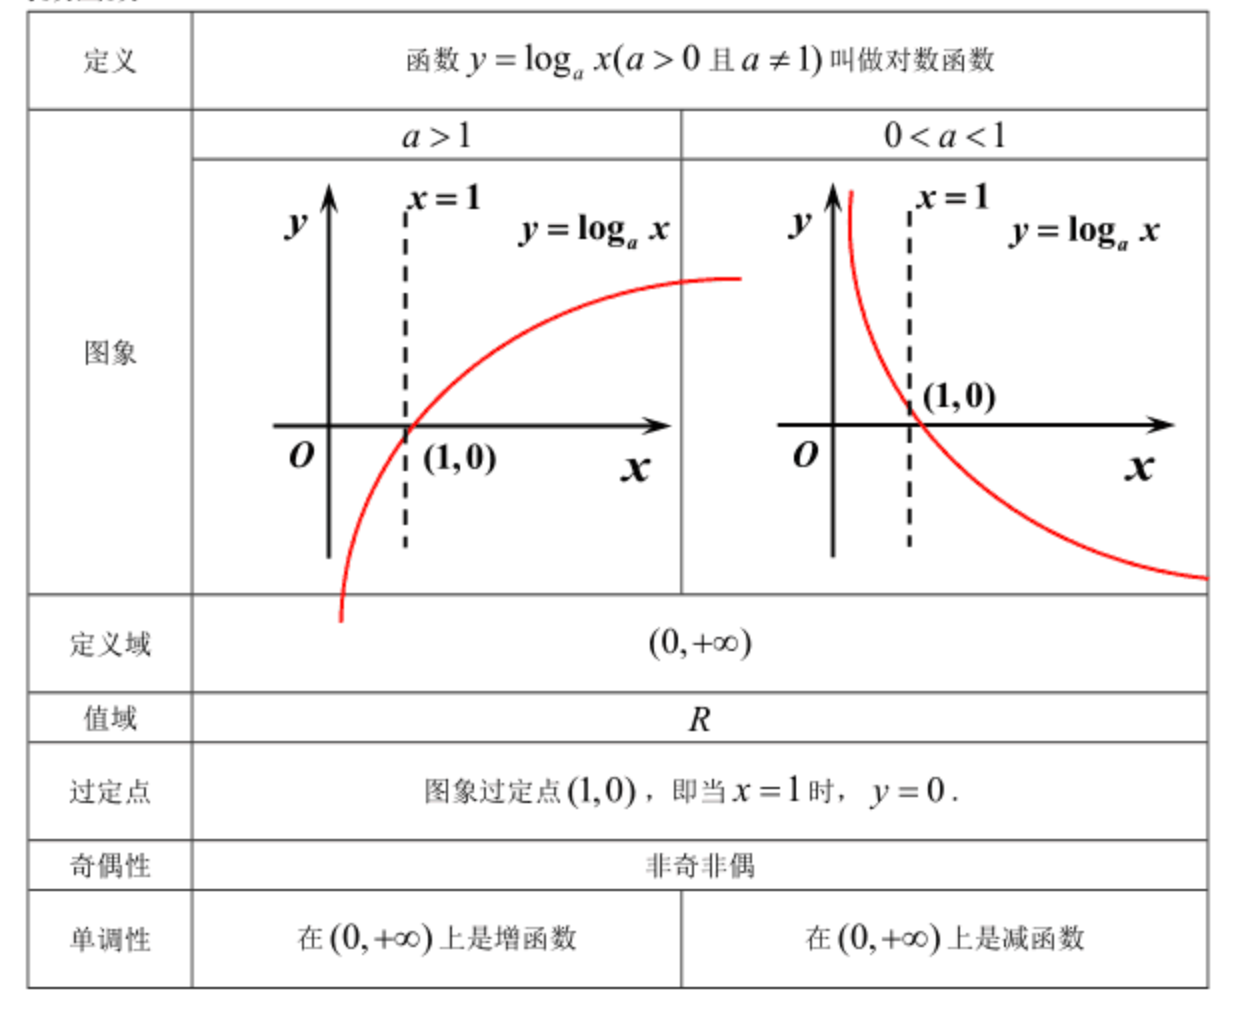 定义
函数 y = logₐ x(a > 0 且 a ≠ 1) 叫做对数函数
图象
a > 1
0 < a < 1
x = 1
y
y = logₐ x
O
(1, 0)
x
x = 1
y
y = logₐ x
(1, 0)
O
x
定义域
(0, +∞)
值域
R
过定点
图象过定点 (1, 0) ，即当 x = 1 时， y = 0 .
奇偶性
非奇非偶
单调性
在 (0, +∞) 上是增函数
在 (0, +∞) 上是减函数